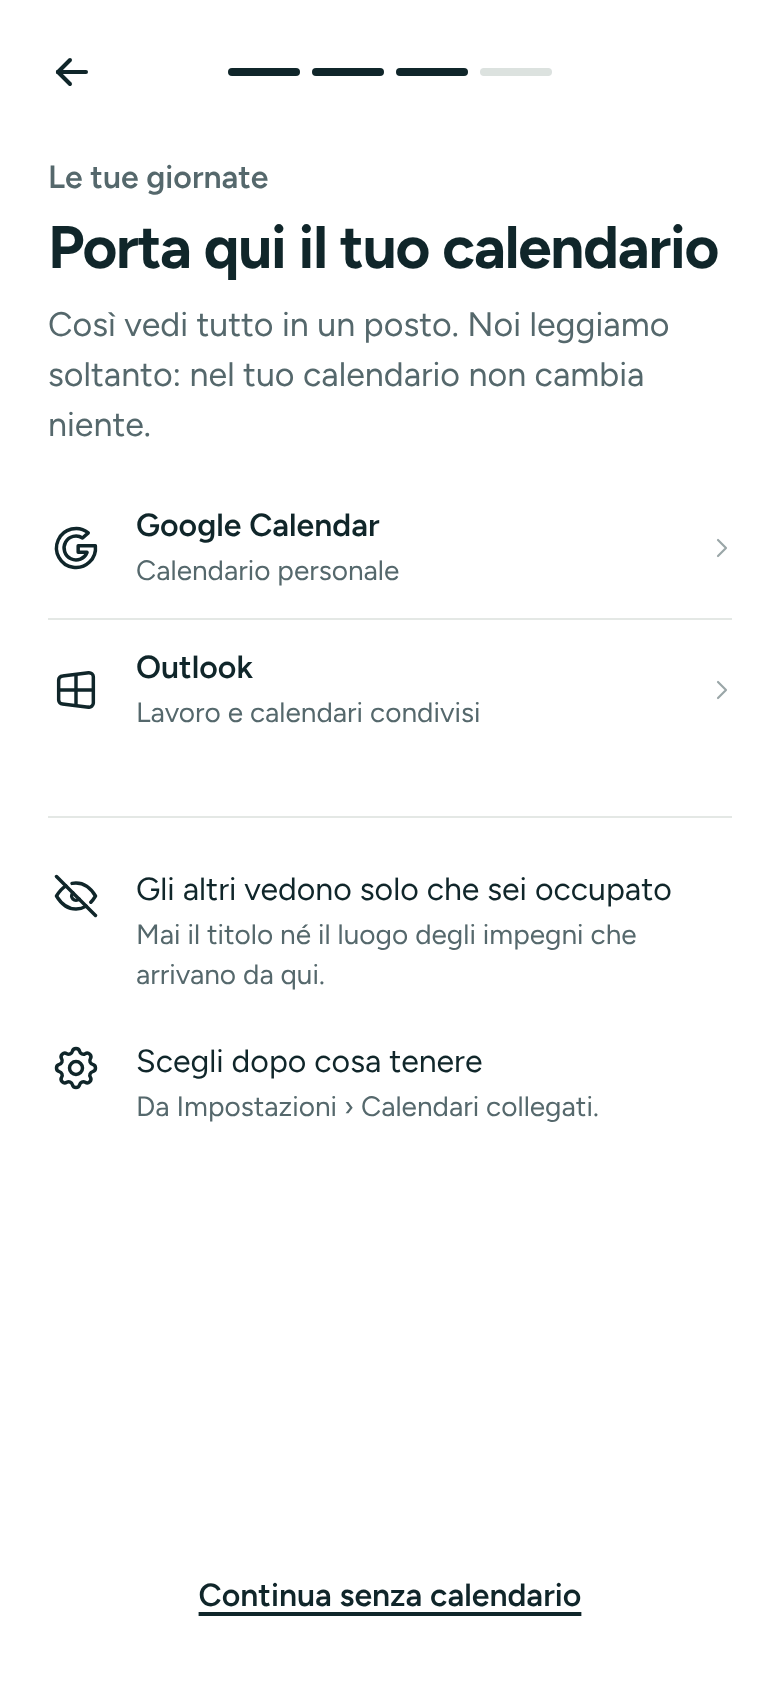 Le tue giornate
Porta qui il tuo calendario
Così vedi tutto in un posto. Noi leggiamo
soltanto: nel tuo calendario non cambia
niente.
Google Calendar
Calendario personale
Outlook
Lavoro e calendari condivisi
Gli altri vedono solo che sei occupato
Mai il titolo né il luogo degli impegni che
arrivano da qui.
Scegli dopo cosa tenere
Da Impostazioni › Calendari collegati.
Continua senza calendario